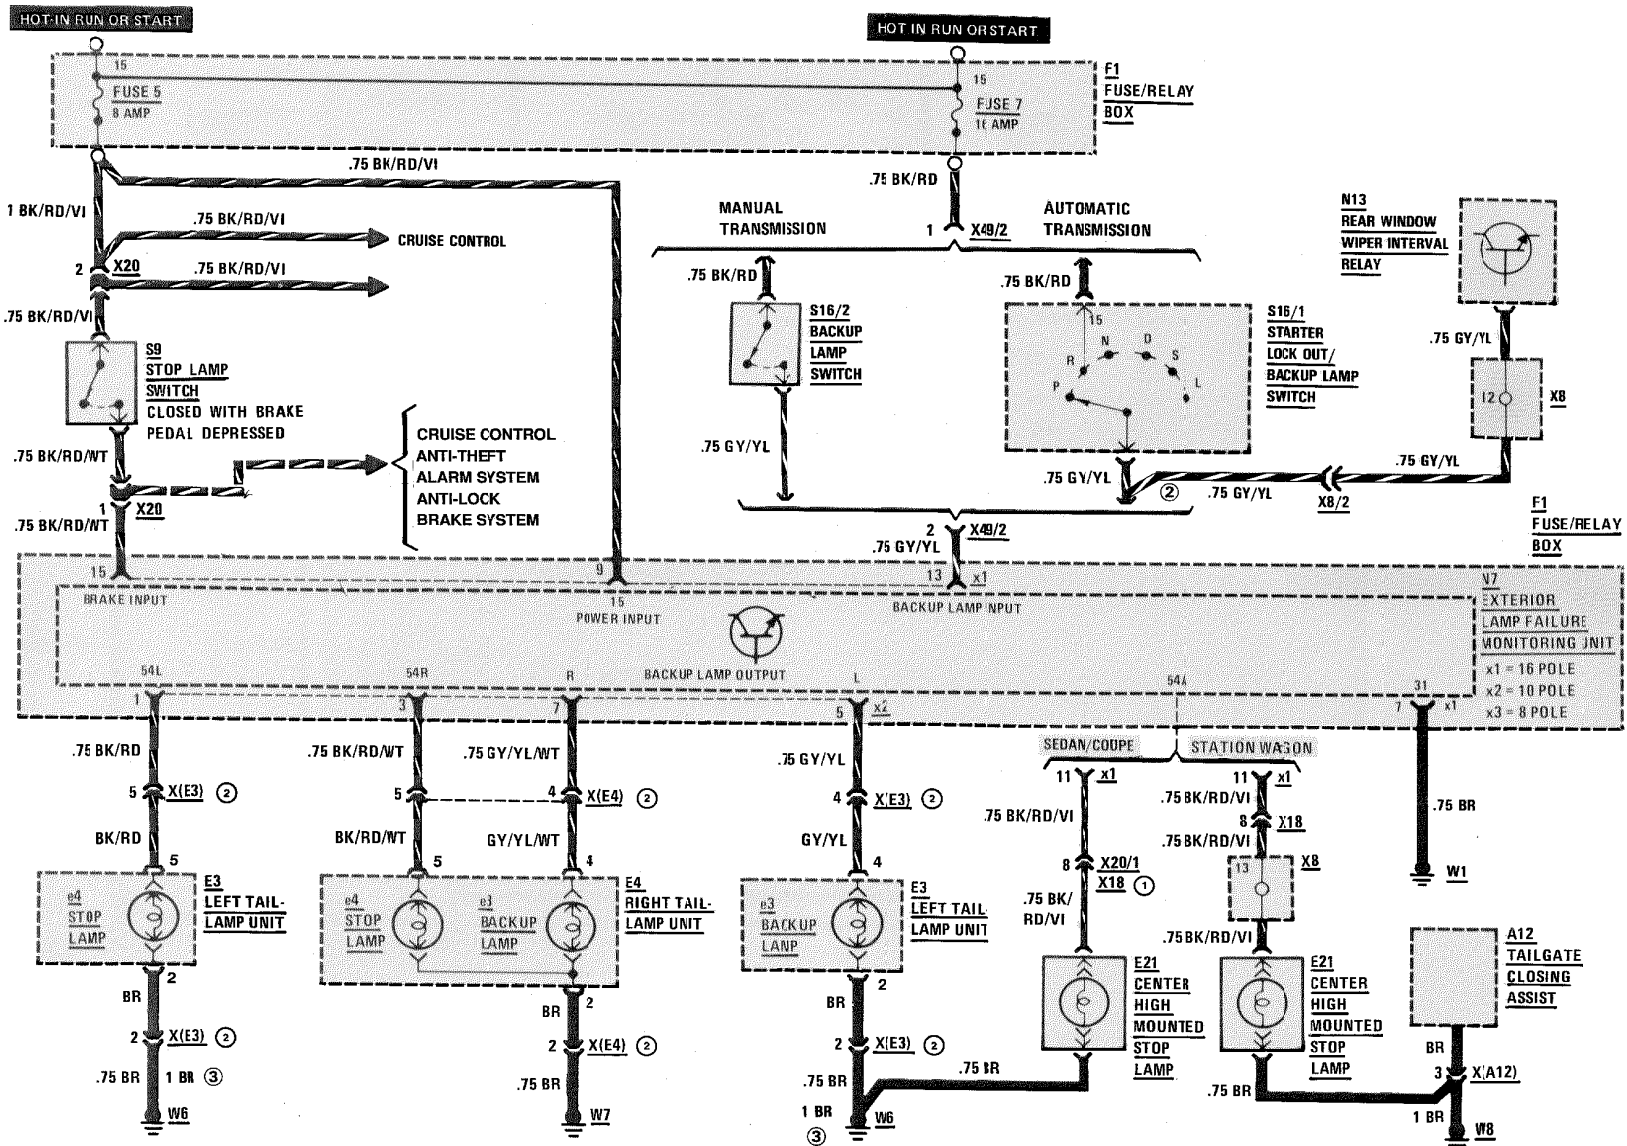 HOT IN RUN OR START
HOT IN RUN OR START
15
FUSE 5
8 AMP
15
FUSE 7
16 AMP
F1
FUSE/RELAY
BOX
.75 BK/RD/VI
.75 BK/RD
1 BK/RD/VI
.75 BK/RD/VI
CRUISE CONTROL
2 X20
.75 BK/RD/VI
.75 BK/RD/VI
MANUAL
TRANSMISSION
1 X49/2
AUTOMATIC
TRANSMISSION
N13
REAR WINDOW
WIPER INTERVAL
RELAY
.75 BK/RD
.75 BK/RD
S9
STOP LAMP
SWITCH
CLOSED WITH BRAKE
PEDAL DEPRESSED
S16/2
BACKUP
LAMP
SWITCH
15
P
R
N
D
S
L
S16/1
STARTER
LOCK OUT/
BACKUP LAMP
SWITCH
.75 GY/YL
12
X8
.75 BK/RD/WT
CRUISE CONTROL
ANTI-THEFT
ALARM SYSTEM
ANTI-LOCK
BRAKE SYSTEM
.75 GY/YL
.75 GY/YL
2
.75 GY/YL
X8/2
.75 GY/YL
1 X20
.75 BK/RD/WT
2 X49/2
.75 GY/YL
F1
FUSE/RELAY
BOX
15
9
13 x1
BRAKE INPUT
15
POWER INPUT
BACKUP LAMP INPUT
N7
EXTERIOR
LAMP FAILURE
MONITORING UNIT
x1 = 16 POLE
x2 = 10 POLE
x3 = 8 POLE
54L
54R
R
BACKUP LAMP OUTPUT
L
54A
31
1
3
7
5 x2
7 x1
.75 BK/RD
.75 BK/RD/WT
.75 GY/YL/WT
.75 GY/YL
SEDAN/COUPE
STATION WAGON
11 x1
11 x1
.75 BK/RD/VI
.75 BK/RD/VI
.75 BR
5 X(E3) 2
5
4 X(E4) 2
4 X(E3) 2
8 X18
.75 BK/RD/VI
BK/RD
BK/RD/WT
GY/YL/WT
GY/YL
8 X20/1
X18 1
13
X8
W1
5
5
4
4
.75 BK/
RD/VI
e4
STOP
LAMP
E3
LEFT TAIL-
LAMP UNIT
e4
STOP
LAMP
e3
BACKUP
LAMP
E4
RIGHT TAIL-
LAMP UNIT
e3
BACKUP
LAMP
E3
LEFT TAIL-
LAMP UNIT
.75 BK/RD/VI
2
2
2
E21
CENTER
HIGH
MOUNTED
STOP
LAMP
E21
CENTER
HIGH
MOUNTED
STOP
LAMP
A12
TAILGATE
CLOSING
ASSIST
BR
BR
BR
BR
2 X(E3) 2
2 X(E4) 2
2 X(E3) 2
3 X(A12)
.75 BR
1 BR 3
.75 BR
.75 BR
.75 BR
.75 BR
1 BR
3
1 BR
W6
W7
W6
W8